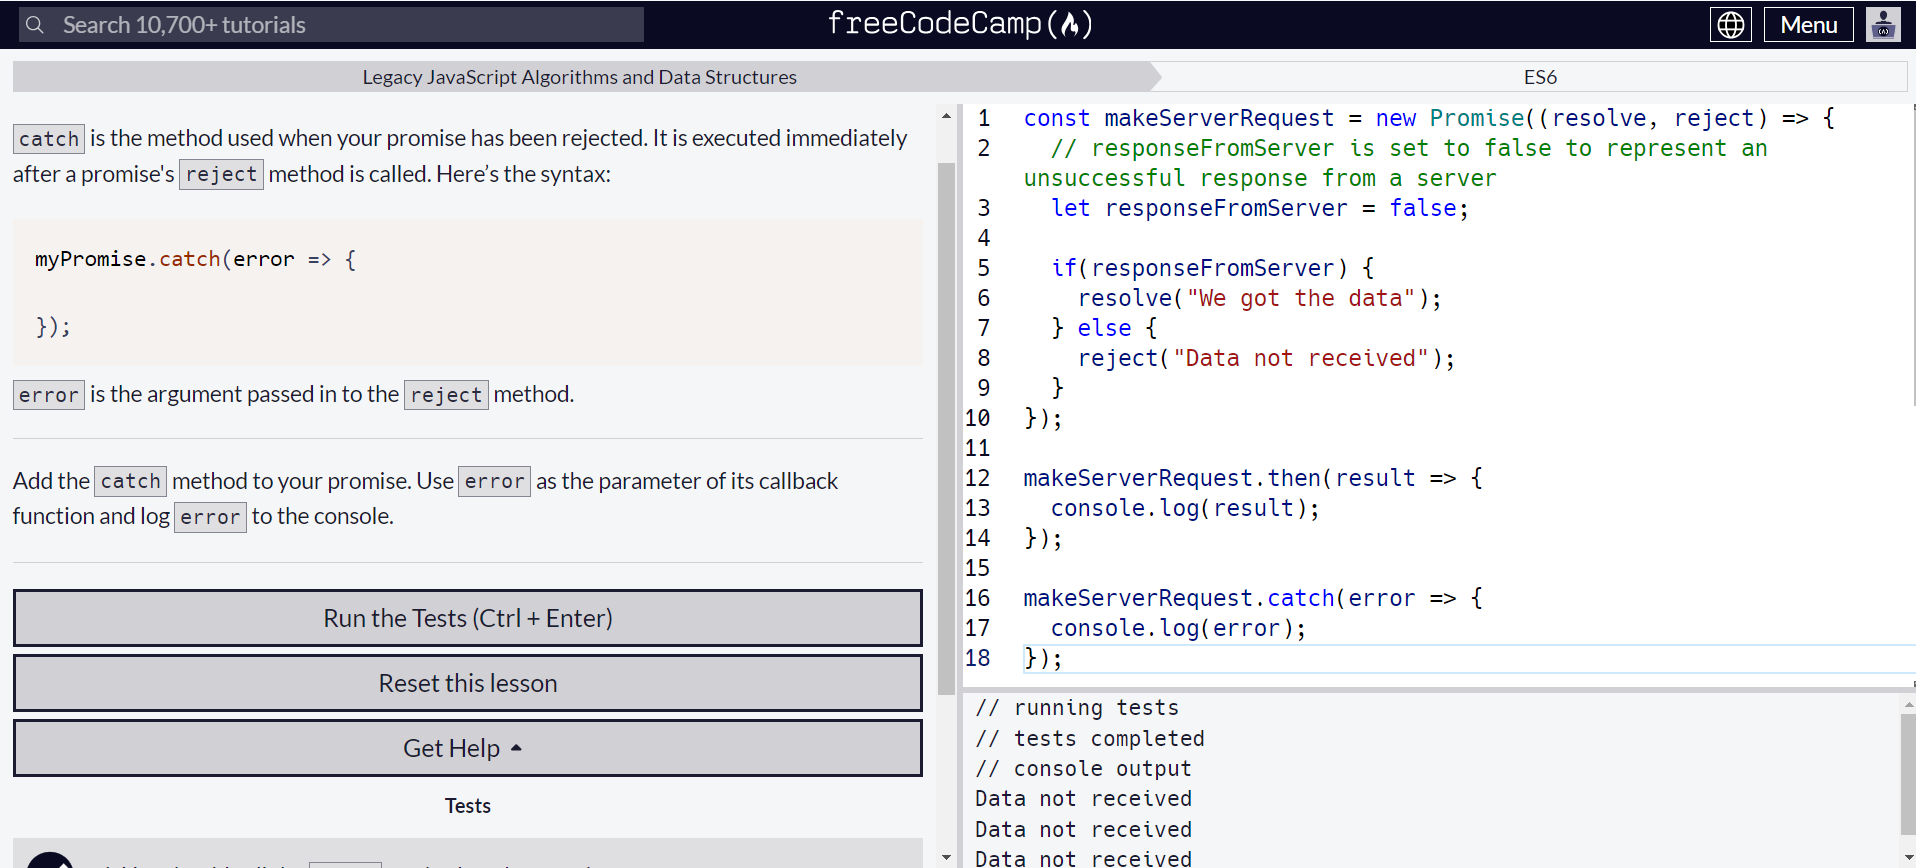 Search 10,700+ tutorials
freeCodeCamp(🔥)
Menu
Legacy JavaScript Algorithms and Data Structures
ES6
catch is the method used when your promise has been rejected. It is executed immediately
after a promise's reject method is called. Here’s the syntax:
myPromise.catch(error => {
});
error is the argument passed in to the reject method.
Add the catch method to your promise. Use error as the parameter of its callback
function and log error to the console.
Run the Tests (Ctrl + Enter)
Reset this lesson
Get Help
Tests
1 const makeServerRequest = new Promise((resolve, reject) => {
2 // responseFromServer is set to false to represent an
unsuccessful response from a server
3 let responseFromServer = false;
4
5 if(responseFromServer) {
6 resolve("We got the data");
7 } else {
8 reject("Data not received");
9 }
10 });
11
12 makeServerRequest.then(result => {
13 console.log(result);
14 });
15
16 makeServerRequest.catch(error => {
17 console.log(error);
18 });
// running tests
// tests completed
// console output
Data not received
Data not received
Data not received